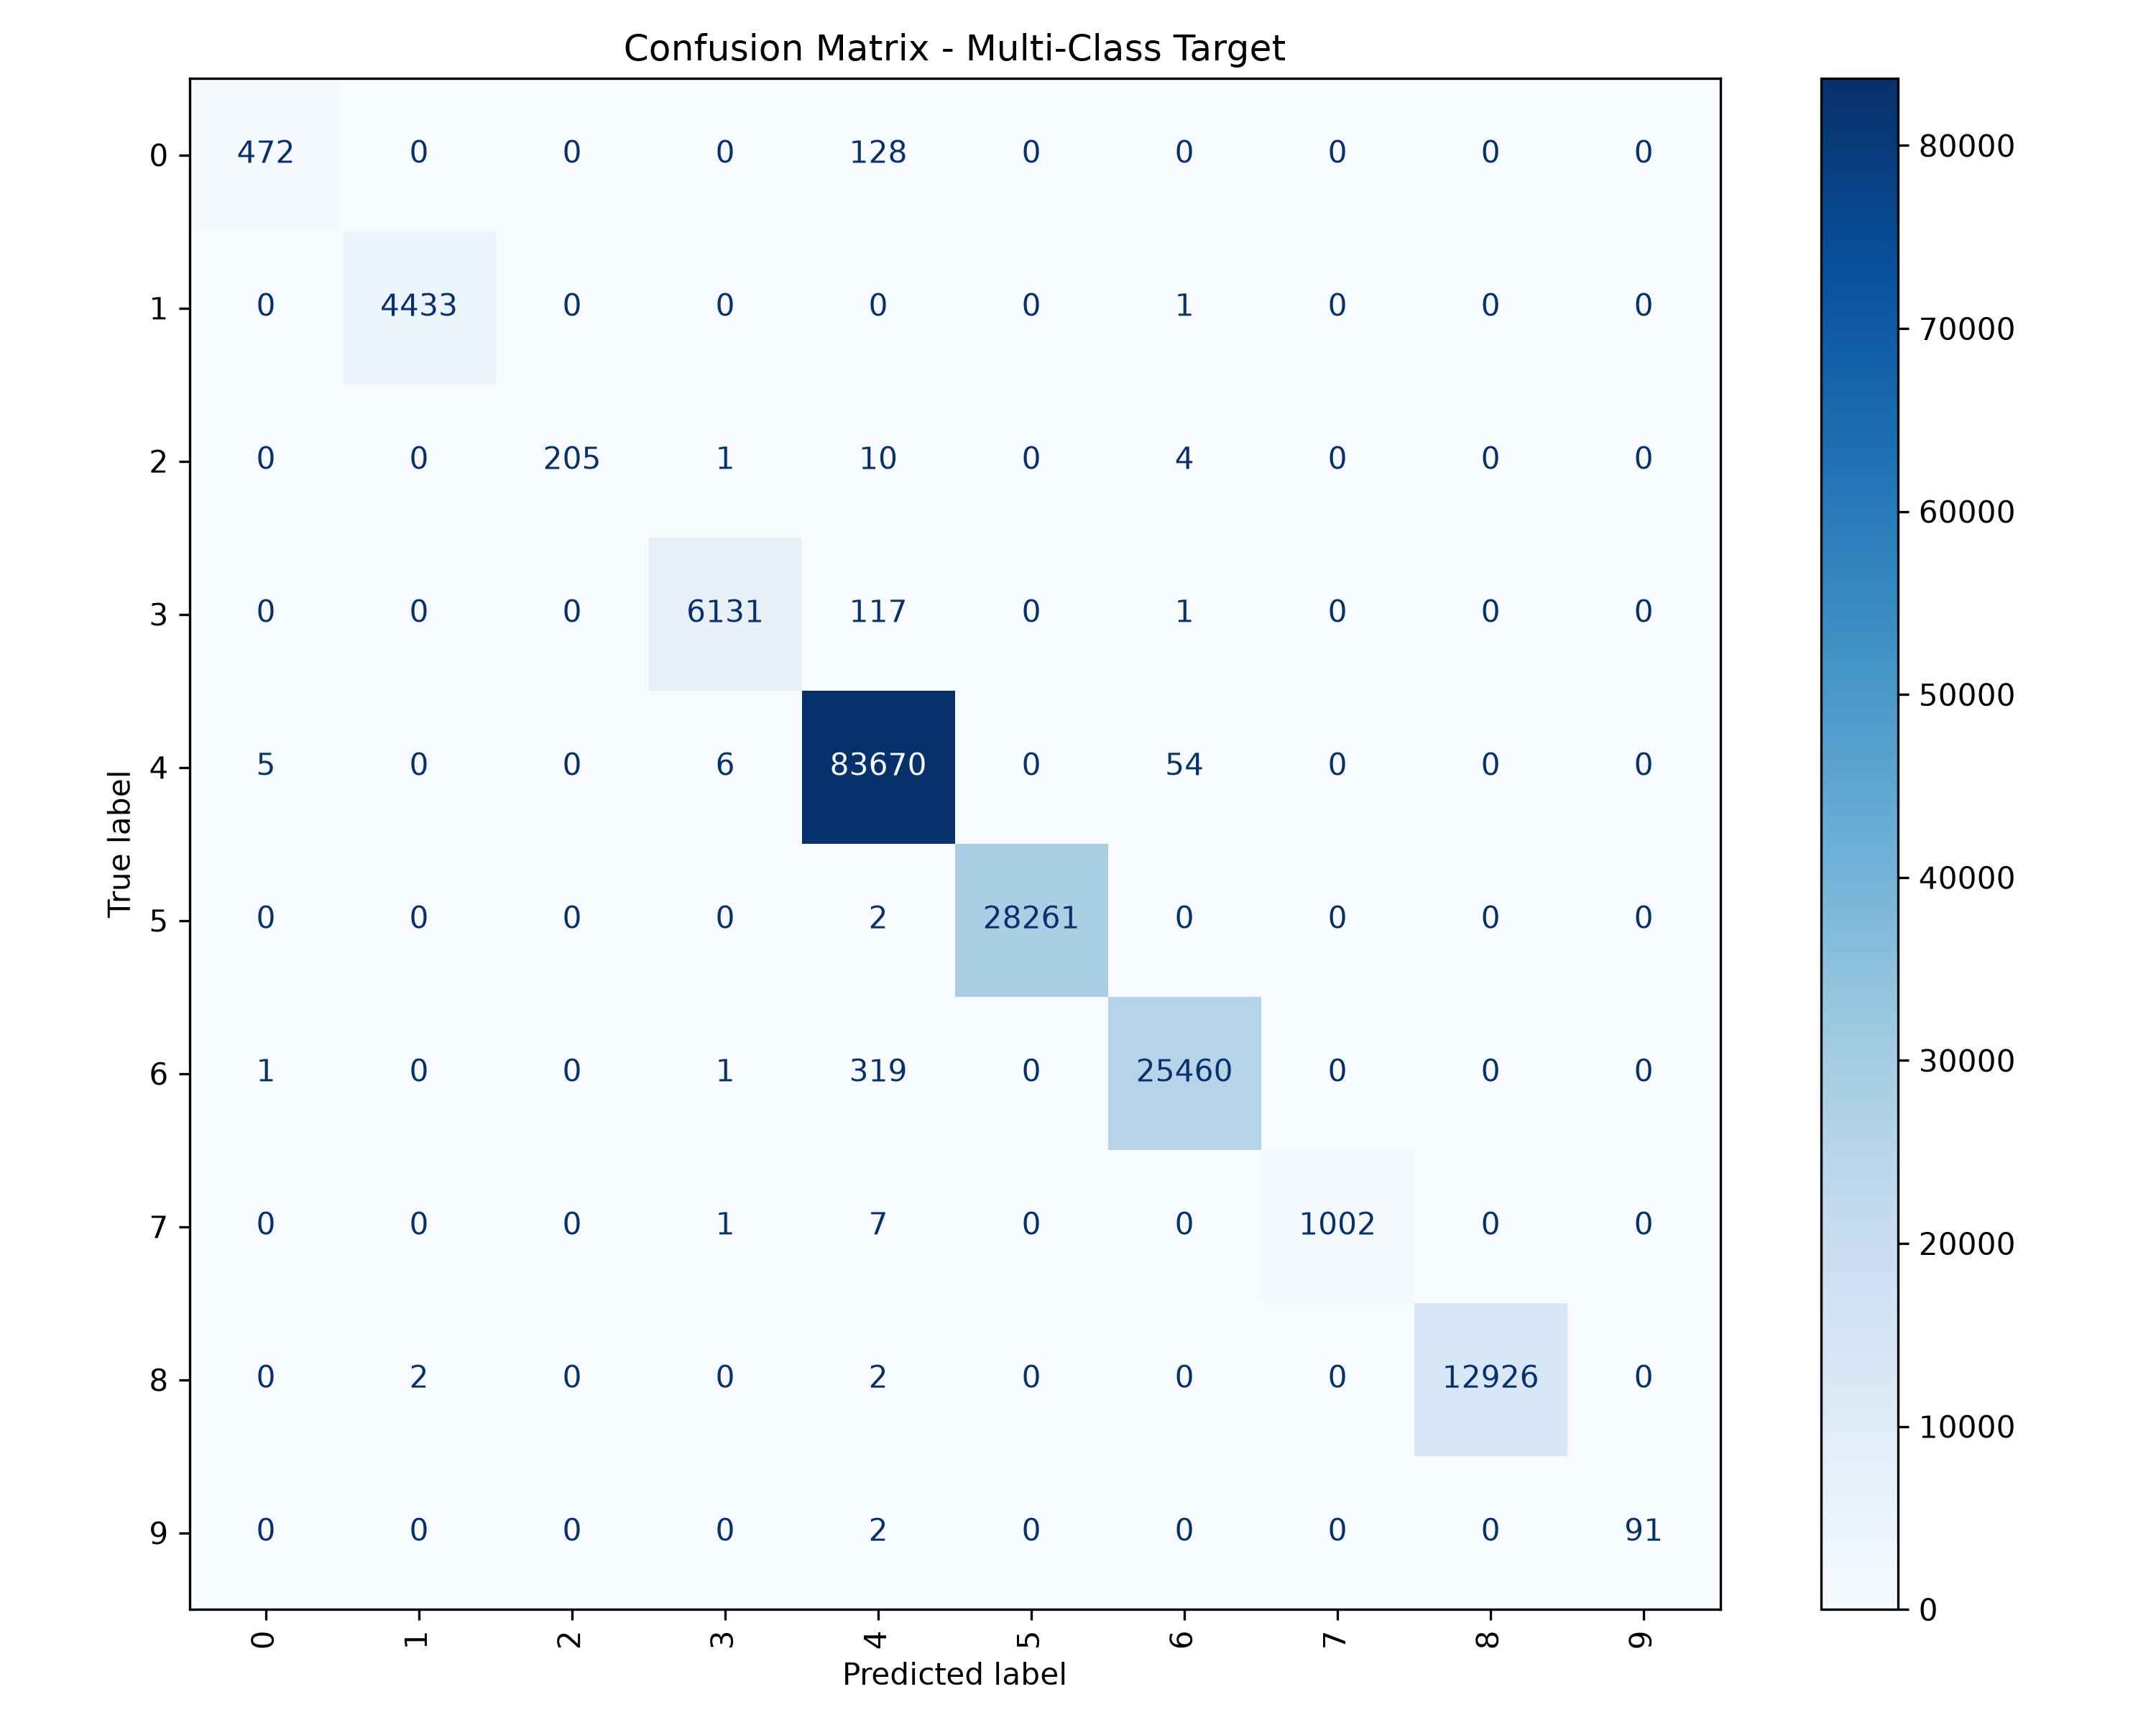 Confusion Matrix - Multi-Class Target
0 472 0 0 0 128 0 0 0 0 0
1 0 4433 0 0 0 0 1 0 0 0
2 0 0 205 1 10 0 4 0 0 0
3 0 0 0 6131 117 0 1 0 0 0
4 5 0 0 6 83670 0 54 0 0 0
5 0 0 0 0 2 28261 0 0 0 0
6 1 0 0 1 319 0 25460 0 0 0
7 0 0 0 1 7 0 0 1002 0 0
8 0 2 0 0 2 0 0 0 12926 0
9 0 0 0 0 2 0 0 0 0 91
0 1 2 3 4 5 6 7 8 9
True label
Predicted label
80000
70000
60000
50000
40000
30000
20000
10000
0